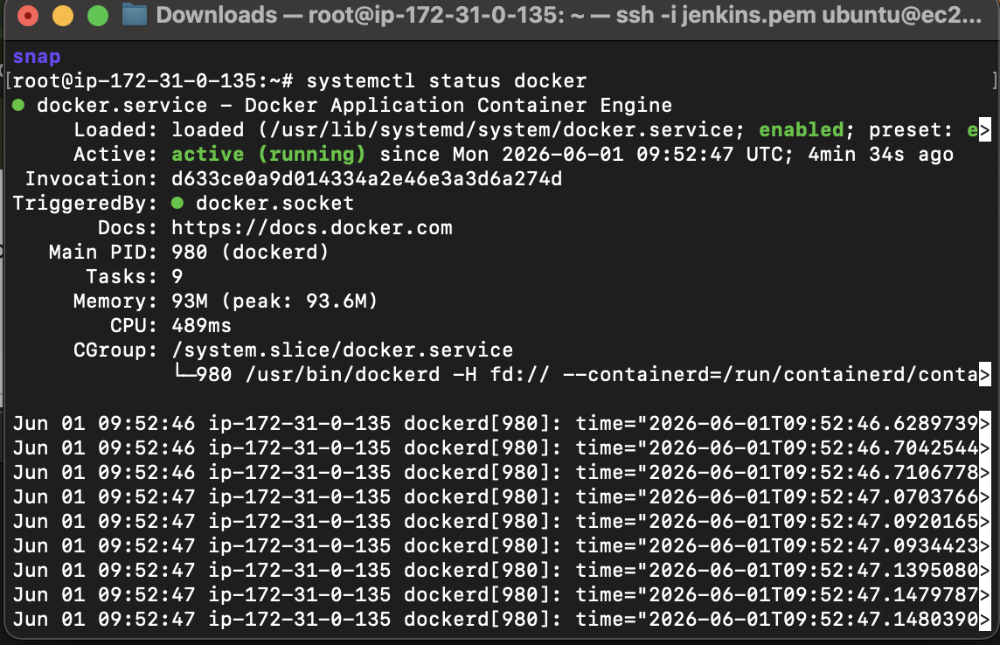 Downloads — root@ip-172-31-0-135: ~ — ssh -i jenkins.pem ubuntu@ec2...
snap
[root@ip-172-31-0-135:~# systemctl status docker ]
● docker.service - Docker Application Container Engine
Loaded: loaded (/usr/lib/systemd/system/docker.service; enabled; preset: e>
Active: active (running) since Mon 2026-06-01 09:52:47 UTC; 4min 34s ago
Invocation: d633ce0a9d014334a2e46e3a3d6a274d
TriggeredBy: ● docker.socket
Docs: https://docs.docker.com
Main PID: 980 (dockerd)
Tasks: 9
Memory: 93M (peak: 93.6M)
CPU: 489ms
CGroup: /system.slice/docker.service
└─980 /usr/bin/dockerd -H fd:// --containerd=/run/containerd/conta>
Jun 01 09:52:46 ip-172-31-0-135 dockerd[980]: time="2026-06-01T09:52:46.6289739>
Jun 01 09:52:46 ip-172-31-0-135 dockerd[980]: time="2026-06-01T09:52:46.7042544>
Jun 01 09:52:46 ip-172-31-0-135 dockerd[980]: time="2026-06-01T09:52:46.7106778>
Jun 01 09:52:47 ip-172-31-0-135 dockerd[980]: time="2026-06-01T09:52:47.0703766>
Jun 01 09:52:47 ip-172-31-0-135 dockerd[980]: time="2026-06-01T09:52:47.0920165>
Jun 01 09:52:47 ip-172-31-0-135 dockerd[980]: time="2026-06-01T09:52:47.0934423>
Jun 01 09:52:47 ip-172-31-0-135 dockerd[980]: time="2026-06-01T09:52:47.1395080>
Jun 01 09:52:47 ip-172-31-0-135 dockerd[980]: time="2026-06-01T09:52:47.1479787>
Jun 01 09:52:47 ip-172-31-0-135 dockerd[980]: time="2026-06-01T09:52:47.1480390>